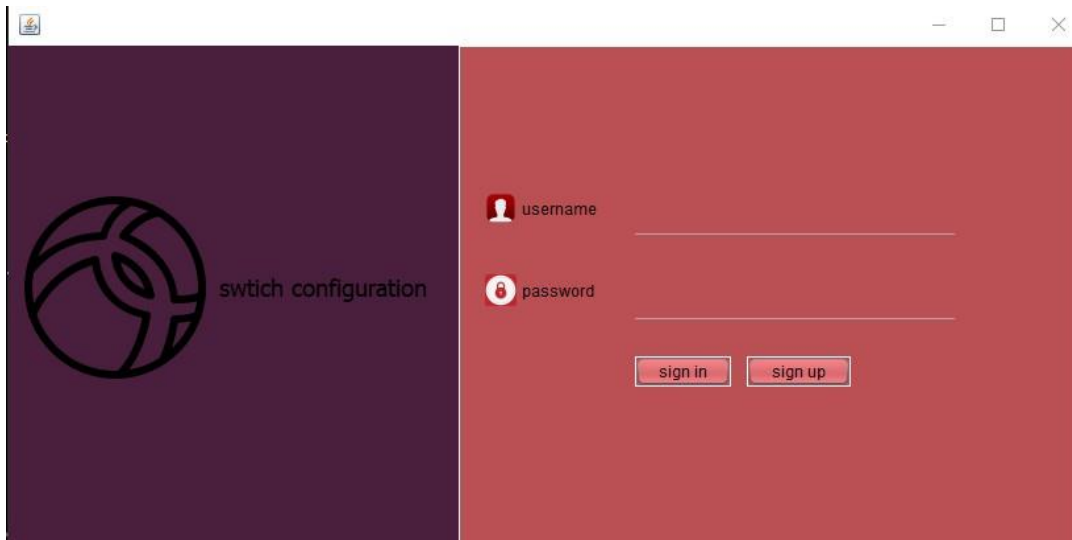 swtich configuration
username
password
sign in
sign up